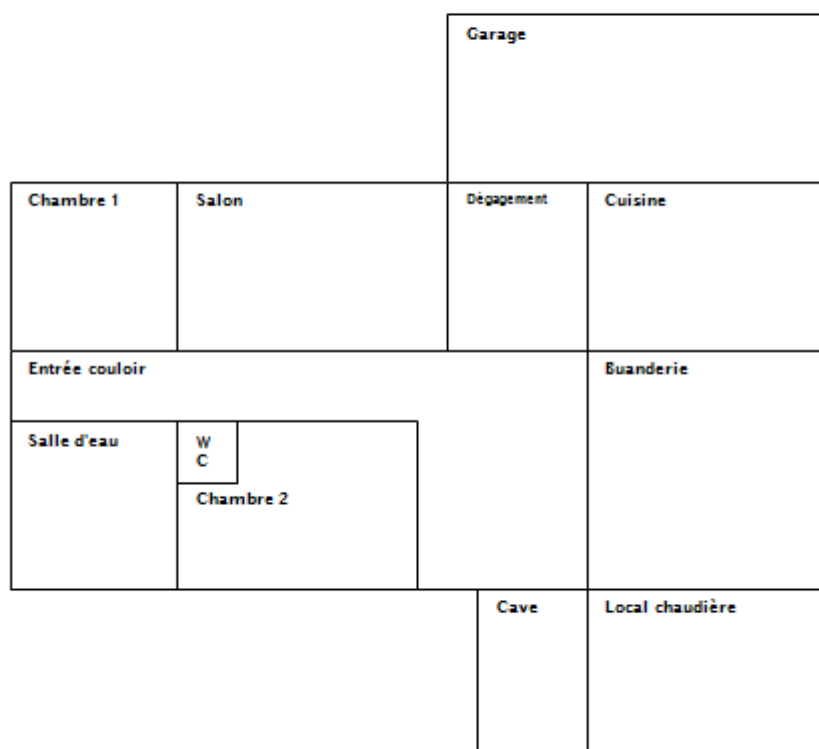 Garage
Chambre 1
Salon
Dégagement
Cuisine
Entrée couloir
Buanderie
Salle d'eau
W
C
Chambre 2
Cave
Local chaudière